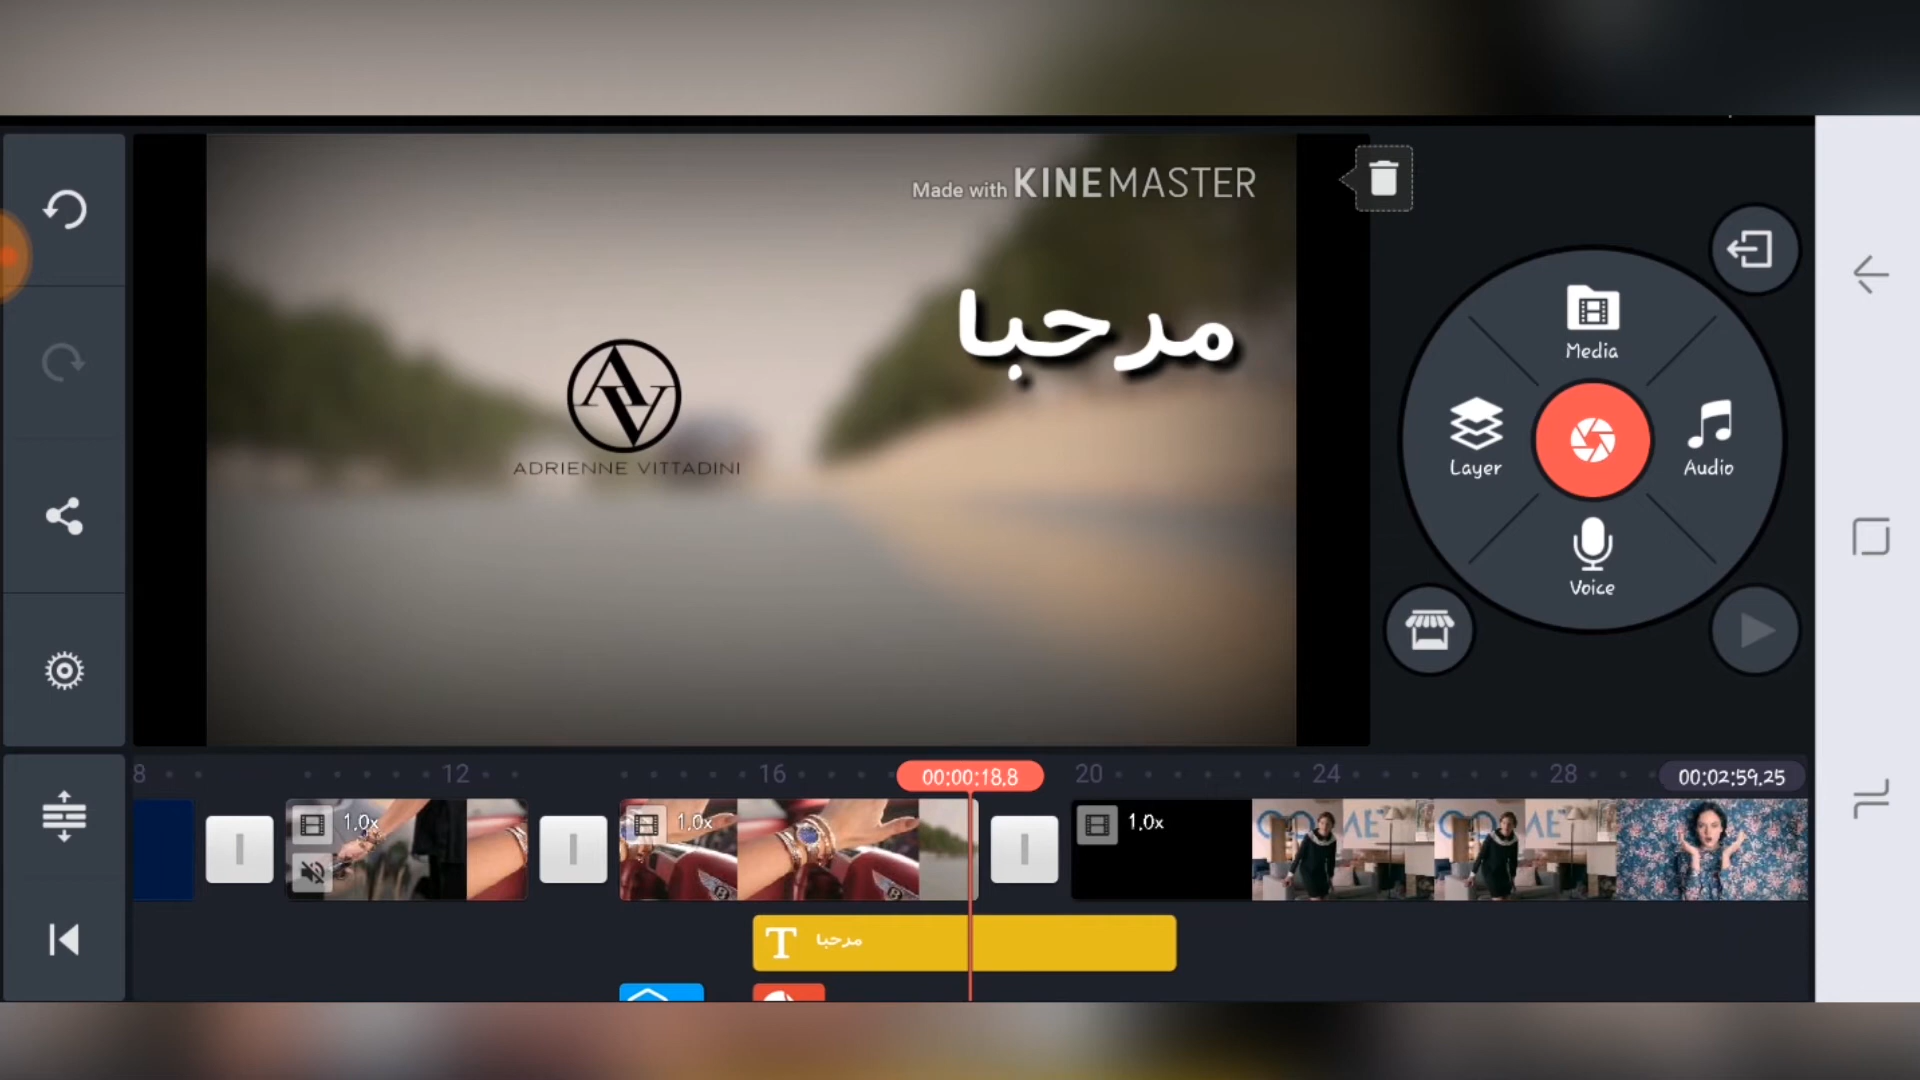 Made with KINEMASTER
مرحبا
ADRIENNE VITTADINI
Media
Layer
Audio
Voice
8
12
16
00:00:18.8
20
24
28
00:02:59.25
1.0x
1.0x
1.0x
T مرحبا